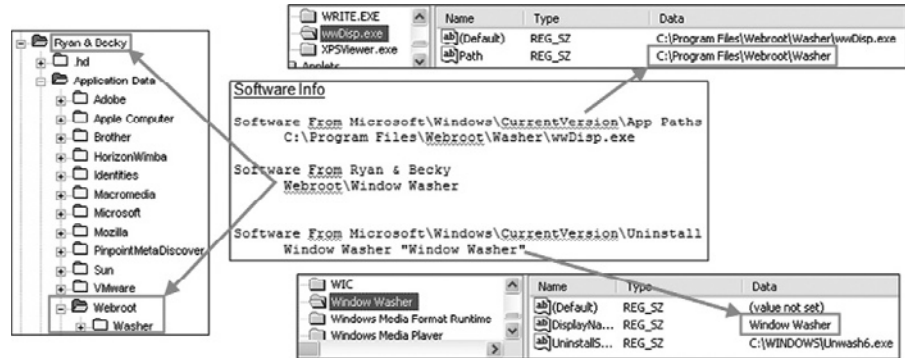 Ryan & Becky
.hd
Application Data
Adobe
Apple Computer
Brother
HorizonWimba
Identities
Macromedia
Microsoft
Mozilla
PinpointMetaDiscover
Sun
VMware
Webroot
Washer
WRITE.EXE
wwDisp.exe
XPSViewer.exe
Applets
Name Type Data
(Default) REG_SZ C:\Program Files\Webroot\Washer\wwDisp.exe
Path REG_SZ C:\Program Files\Webroot\Washer
Software Info
Software From Microsoft\Windows\CurrentVersion\App Paths
C:\Program Files\Webroot\Washer\wwDisp.exe
Software From Ryan & Becky
Webroot\Window Washer
Software From Microsoft\Windows\CurrentVersion\Uninstall
Window Washer "Window Washer"
WIC
Window Washer
Windows Media Format Runtime
Windows Media Player
Name Type Data
(Default) REG_SZ (value not set)
DisplayNa... REG_SZ Window Washer
UninstallS... REG_SZ C:\WINDOWS\Unwash6.exe